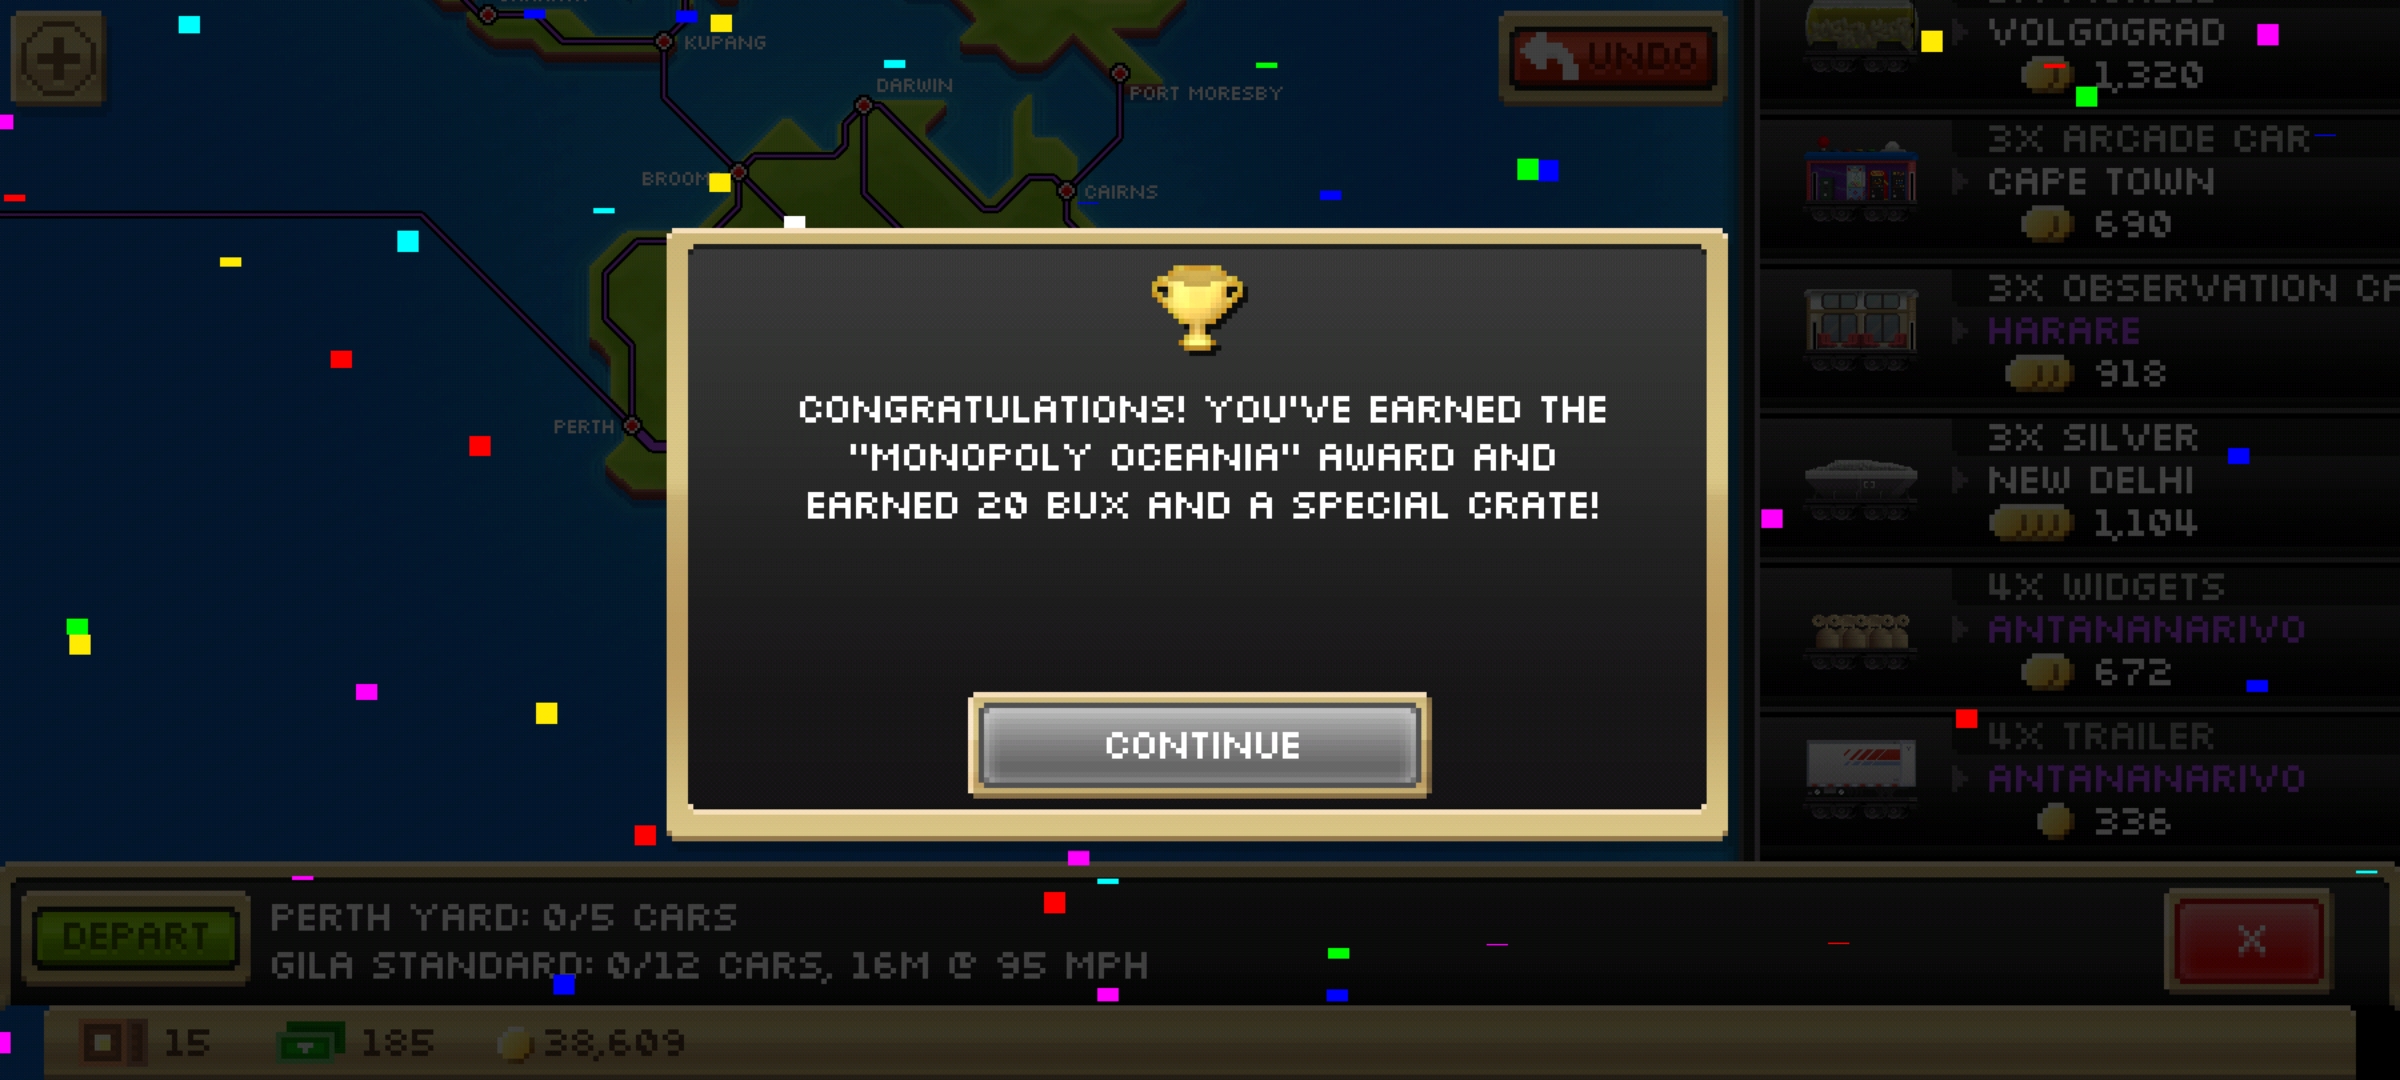 KUPANG
DARWIN
PORT MORESBY
BROOM
CAIRNS
PERTH
UNDO
VOLGOGRAD
1,320
3X ARCADE CAR
CAPE TOWN
690
3X OBSERVATION
HARARE
918
3X SILVER
NEW DELHI
1,104
4X WIDGETS
ANTANANARIVO
672
4X TRAILER
ANTANANARIVO
336
CONGRATULATIONS! YOU'VE EARNED THE
"MONOPOLY OCEANIA" AWARD AND
EARNED 20 BUX AND A SPECIAL CRATE!
CONTINUE
DEPART
PERTH YARD: 0/5 CARS
GILA STANDARD: 0/12 CARS, 16M @ 95 MPH
X
15
185
38,609